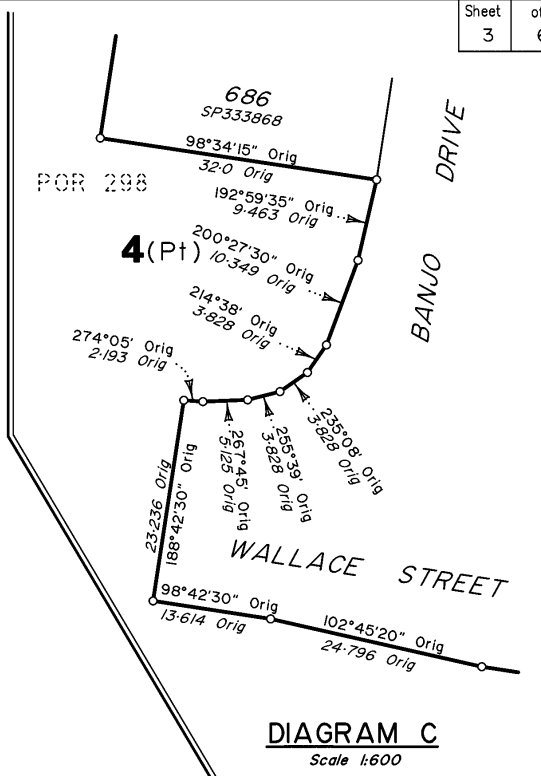 Sheet
3
of
6
686
SP333868
98°34'15" Orig
32·0 Orig
POR 298
192°59'35" Orig
9·463 Orig
4(Pt)
200°27'30" Orig
10·349 Orig
214°38' Orig
3·828 Orig
274°05' Orig
2·193 Orig
235°08' Orig
3·828 Orig
255°39' Orig
3·828 Orig
267°45' Orig
5·125 Orig
BANJO DRIVE
23·236 Orig
188°42'30" Orig
WALLACE STREET
98°42'30" Orig
13·614 Orig
102°45'20" Orig
24·796 Orig
DIAGRAM C
Scale 1:600